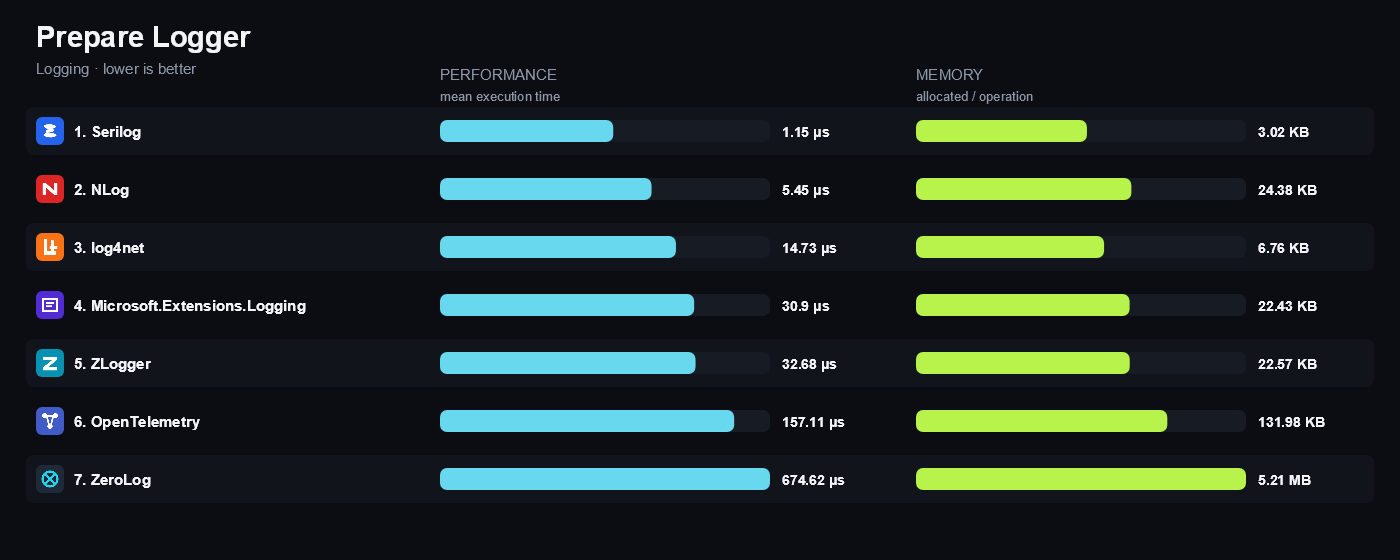 Prepare Logger
Logging · lower is better
PERFORMANCE
mean execution time
MEMORY
allocated / operation
1. Serilog 1.15 µs 3.02 KB
2. NLog 5.45 µs 24.38 KB
3. log4net 14.73 µs 6.76 KB
4. Microsoft.Extensions.Logging 30.9 µs 22.43 KB
5. ZLogger 32.68 µs 22.57 KB
6. OpenTelemetry 157.11 µs 131.98 KB
7. ZeroLog 674.62 µs 5.21 MB